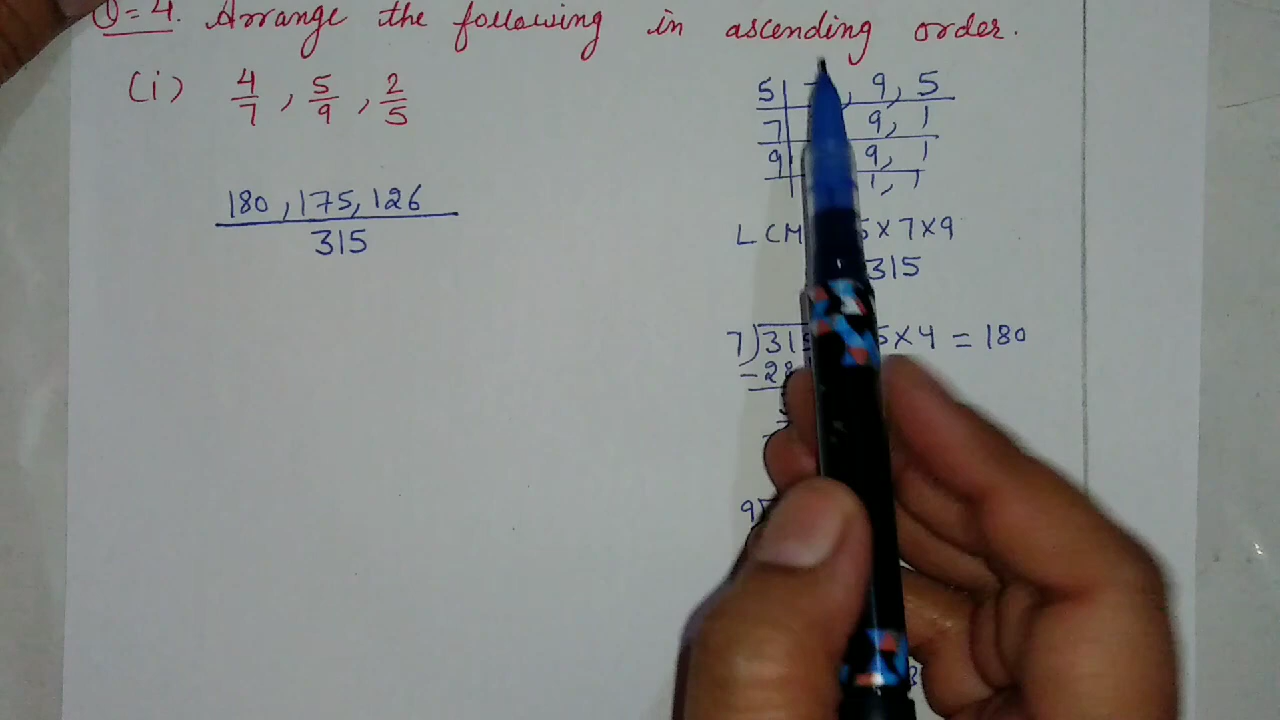 Q=4. Arrange the following in ascending order.
(i) 4/7, 5/9, 2/5
180, 175, 126
315
5 | , 9, 5
7 | 9, 1
9 | 9, 1
1, 1
LCM 5×7×9
315
7)315 5×4 = 180
-28
9)